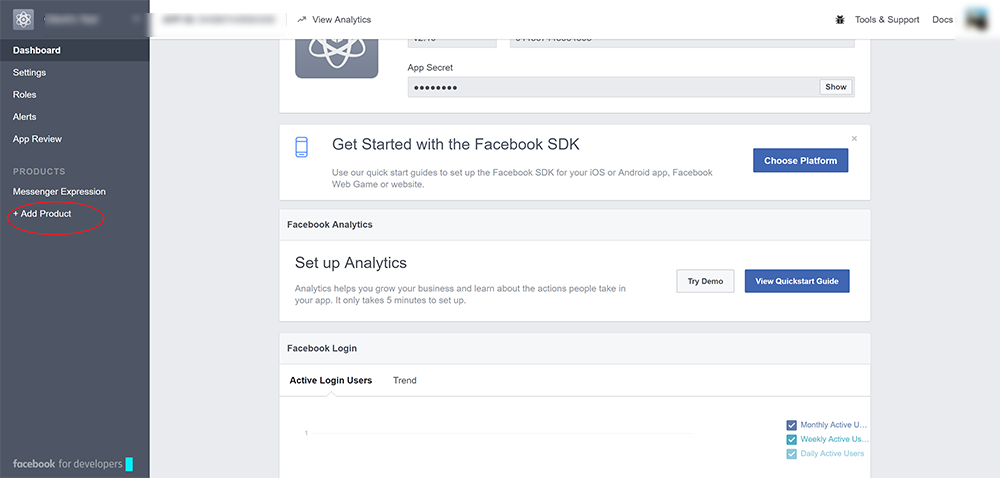 View Analytics
Tools & Support
Docs
Dashboard
Settings
Roles
Alerts
App Review
PRODUCTS
Messenger Expression
+ Add Product
facebook for developers
App Secret
●●●●●●●●
Show
Get Started with the Facebook SDK
Use our quick start guides to set up the Facebook SDK for your iOS or Android app, Facebook
Web Game or website.
×
Choose Platform
Facebook Analytics
Set up Analytics
Analytics helps you grow your business and learn about the actions people take in
your app. It only takes 5 minutes to set up.
Try Demo
View Quickstart Guide
Facebook Login
Active Login Users
Trend
1
Monthly Active U...
Weekly Active Us...
Daily Active Users